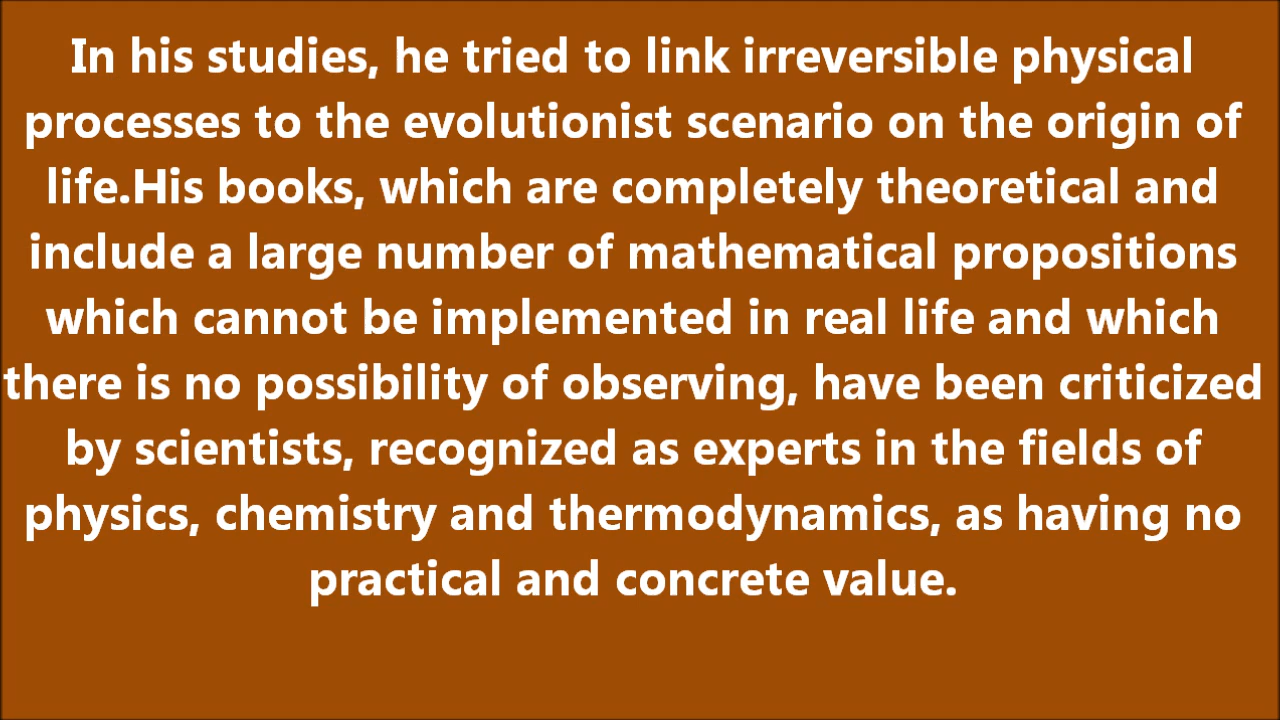 In his studies, he tried to link irreversible physical
processes to the evolutionist scenario on the origin of
life.His books, which are completely theoretical and
include a large number of mathematical propositions
which cannot be implemented in real life and which
there is no possibility of observing, have been criticized
by scientists, recognized as experts in the fields of
physics, chemistry and thermodynamics, as having no
practical and concrete value.